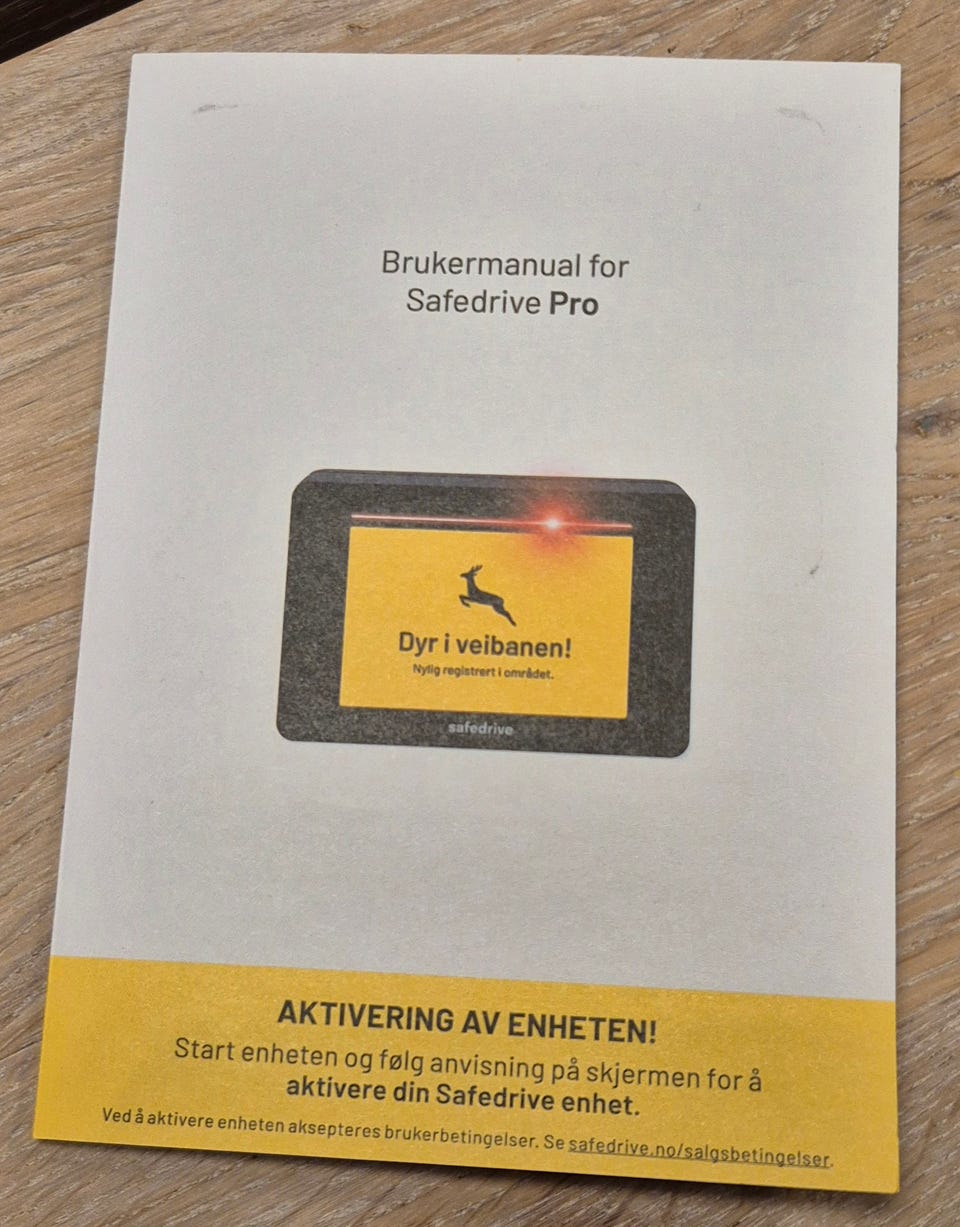 Brukermanual for
Safedrive Pro
Dyr i veibanen!
Nylig registrert i området.
safedrive
AKTIVERING AV ENHETEN!
Start enheten og følg anvisning på skjermen for å
aktivere din Safedrive enhet.
Ved å aktivere enheten aksepteres brukerbetingelser. Se safedrive.no/salgsbetingelser.